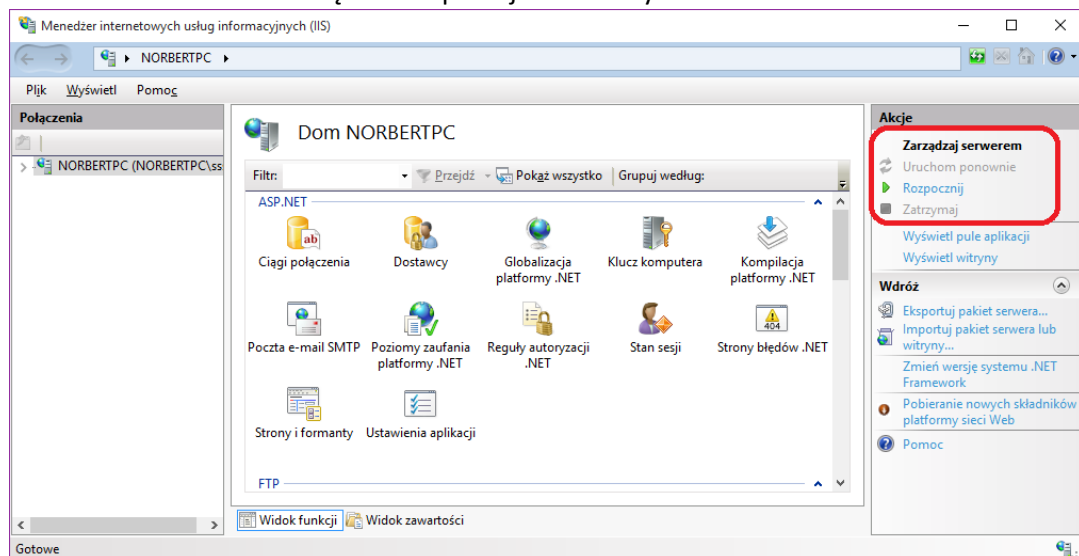 Menedżer internetowych usług informacyjnych (IIS)
NORBERTPC
Plik Wyświetl Pomoc
Połączenia
NORBERTPC (NORBERTPC\ss
Dom NORBERTPC
Filtr: Przejdź Pokaż wszystko Grupuj według:
ASP.NET
ab
Ciągi połączenia
Dostawcy
Globalizacja
platformy .NET
Klucz komputera
Kompilacja
platformy .NET
Poczta e-mail SMTP
Poziomy zaufania
platformy .NET
Reguły autoryzacji
.NET
Stan sesji
404
Strony błędów .NET
Strony i formanty
Ustawienia aplikacji
FTP
Widok funkcji Widok zawartości
Akcje
Zarządzaj serwerem
Uruchom ponownie
Rozpocznij
Zatrzymaj
Wyświetl pule aplikacji
Wyświetl witryny
Wdróż
Eksportuj pakiet serwera...
Importuj pakiet serwera lub
witryny...
Zmień wersję systemu .NET
Framework
Pobieranie nowych składników
platformy sieci Web
Pomoc
Gotowe